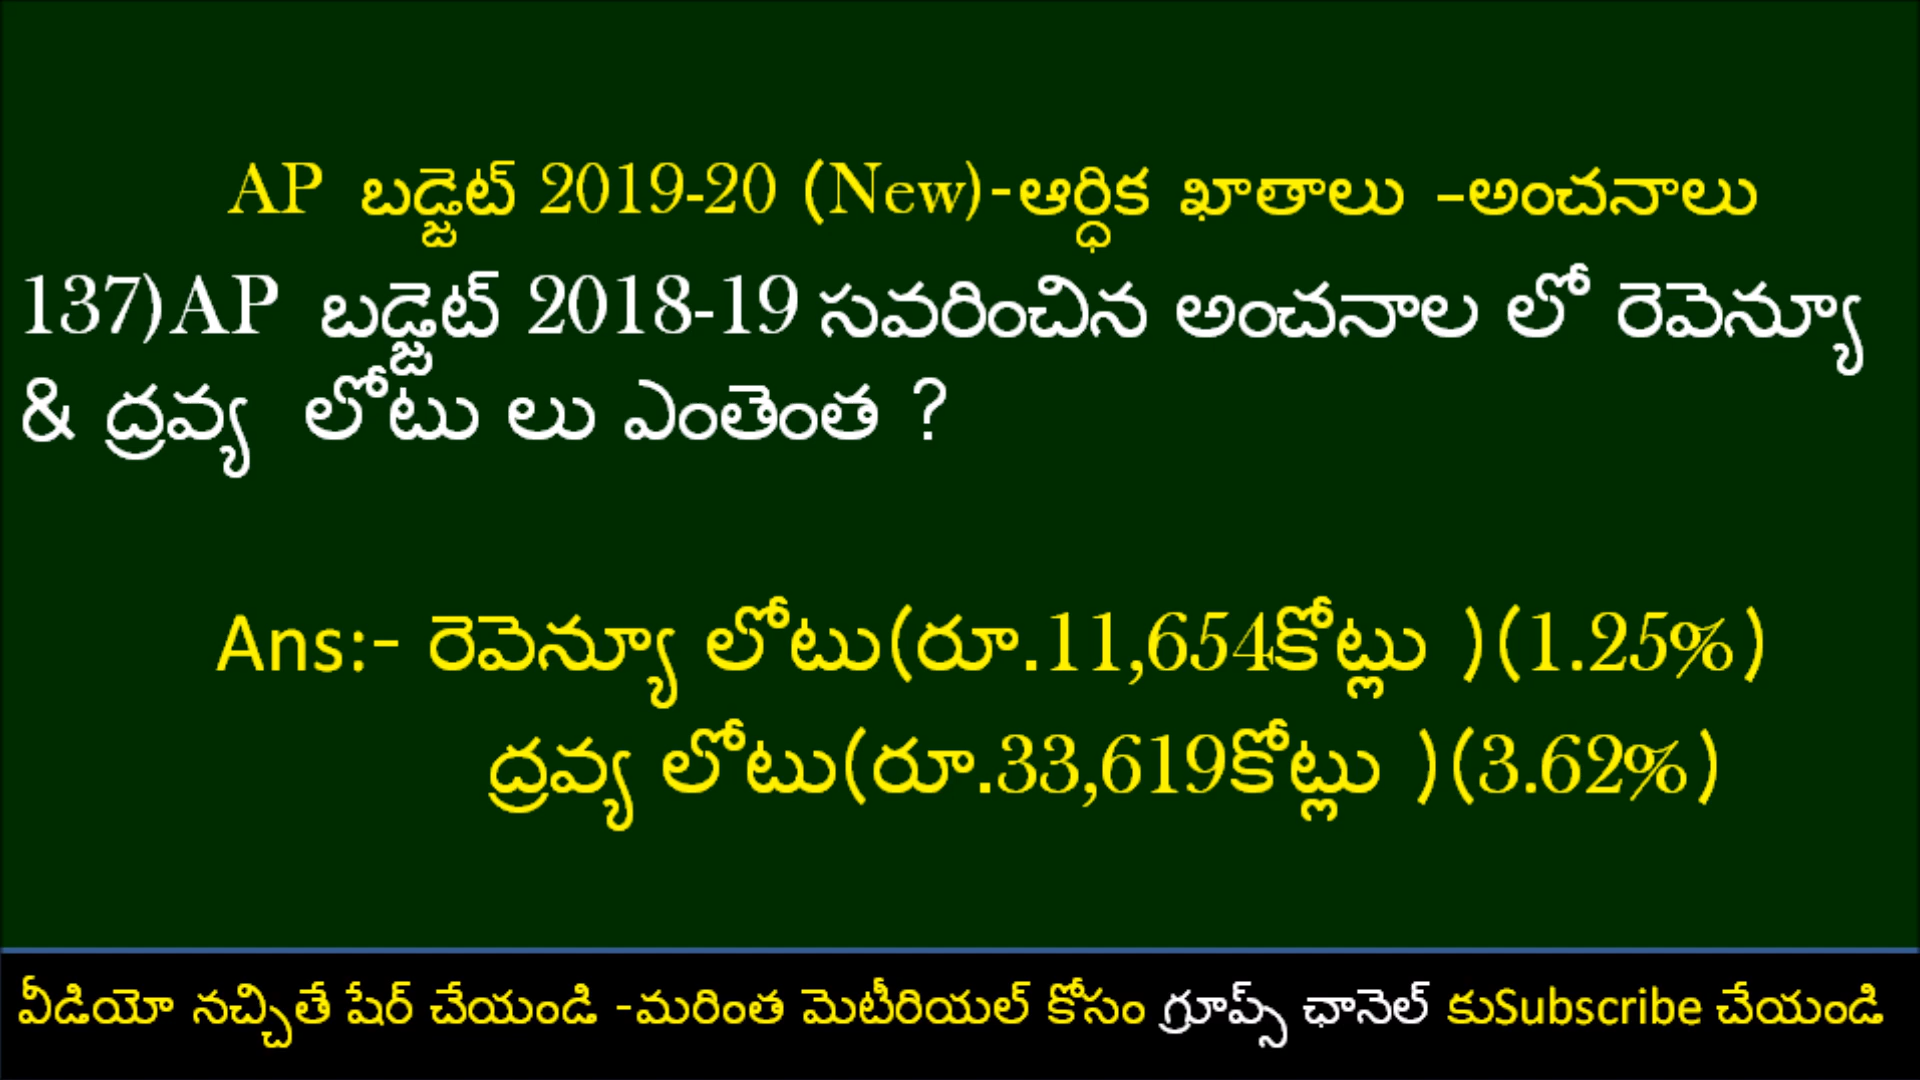 AP బడ్జెట్ 2019-20 (New)-ఆర్ధిక ఖాతాలు –అంచనాలు
137)AP బడ్జెట్ 2018-19 సవరించిన అంచనాల లో రెవెన్యూ
& ద్రవ్య లోటు లు ఎంతెంత ?
Ans:- రెవెన్యూ లోటు(రూ.11,654కోట్లు )(1.25%)
ద్రవ్య లోటు(రూ.33,619కోట్లు )(3.62%)
వీడియో నచ్చితే షేర్ చేయండి -మరింత మెటీరియల్ కోసం గ్రూప్స్ ఛానెల్ కుSubscribe చేయండి